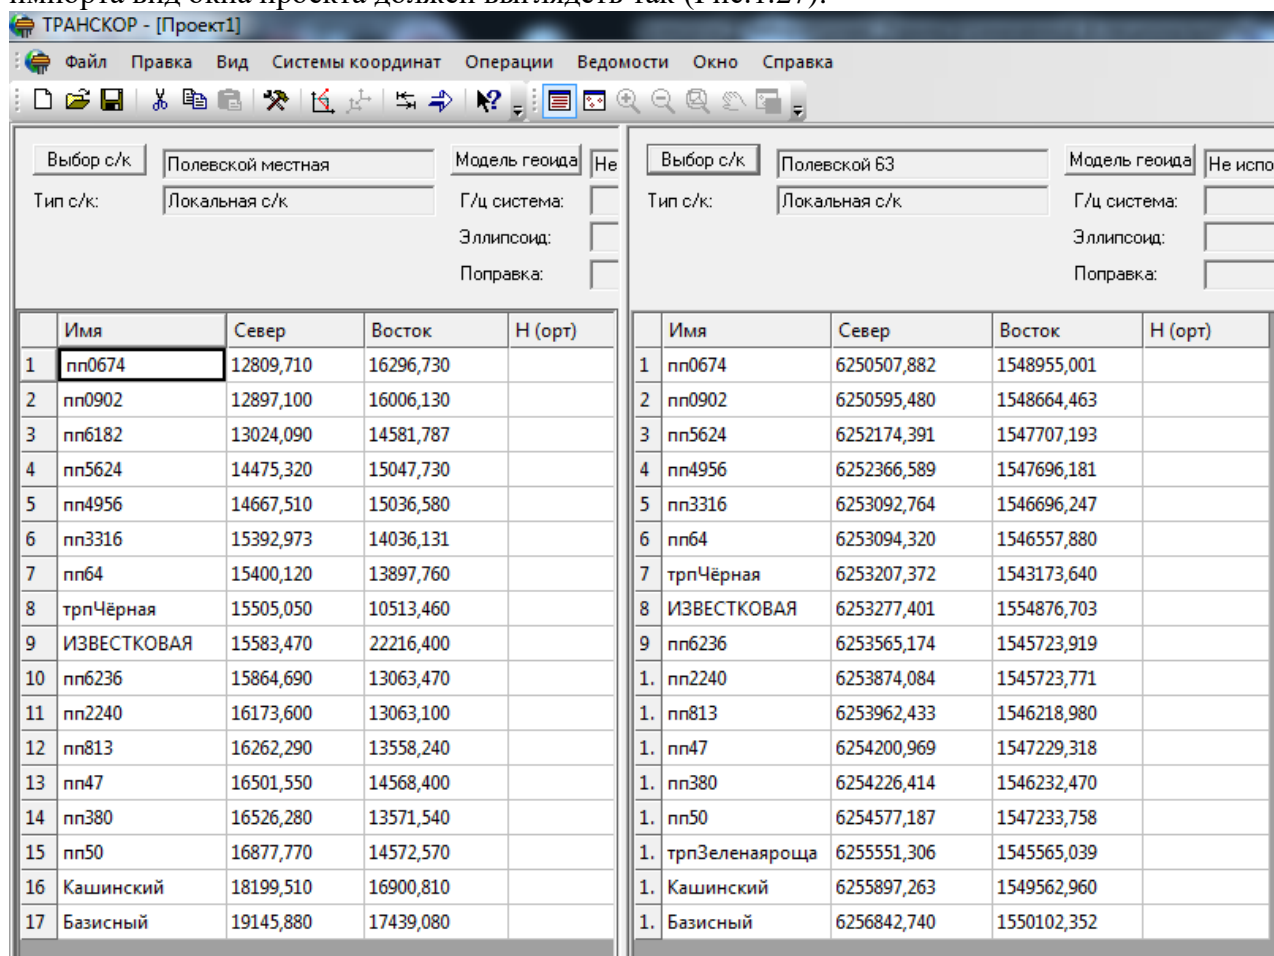 импорта вид окна проекта должен выглядеть так (Рис.1.27).
ТРАНСКОР - [Проект1]
Файл Правка Вид Системы координат Операции Ведомости Окно Справка
Выбор с/к Полевской местная Модель геоида Не Выбор с/к Полевской 63 Модель геоида Не испо
Тип с/к: Локальная с/к Г/ц система: Тип с/к: Локальная с/к Г/ц система:
Эллипсоид: Эллипсоид:
Поправка: Поправка:
Имя Север Восток H (орт) Имя Север Восток H (орт)
1 пп0674 12809,710 16296,730 1 пп0674 6250507,882 1548955,001
2 пп0902 12897,100 16006,130 2 пп0902 6250595,480 1548664,463
3 пп6182 13024,090 14581,787 3 пп5624 6252174,391 1547707,193
4 пп5624 14475,320 15047,730 4 пп4956 6252366,589 1547696,181
5 пп4956 14667,510 15036,580 5 пп3316 6253092,764 1546696,247
6 пп3316 15392,973 14036,131 6 пп64 6253094,320 1546557,880
7 пп64 15400,120 13897,760 7 трпЧёрная 6253207,372 1543173,640
8 трпЧёрная 15505,050 10513,460 8 ИЗВЕСТКОВАЯ 6253277,401 1554876,703
9 ИЗВЕСТКОВАЯ 15583,470 22216,400 9 пп6236 6253565,174 1545723,919
10 пп6236 15864,690 13063,470 1. пп2240 6253874,084 1545723,771
11 пп2240 16173,600 13063,100 1. пп813 6253962,433 1546218,980
12 пп813 16262,290 13558,240 1. пп47 6254200,969 1547229,318
13 пп47 16501,550 14568,400 1. пп380 6254226,414 1546232,470
14 пп380 16526,280 13571,540 1. пп50 6254577,187 1547233,758
15 пп50 16877,770 14572,570 1. трпЗеленаяроща 6255551,306 1545565,039
16 Кашинский 18199,510 16900,810 1. Кашинский 6255897,263 1549562,960
17 Базисный 19145,880 17439,080 1. Базисный 6256842,740 1550102,352